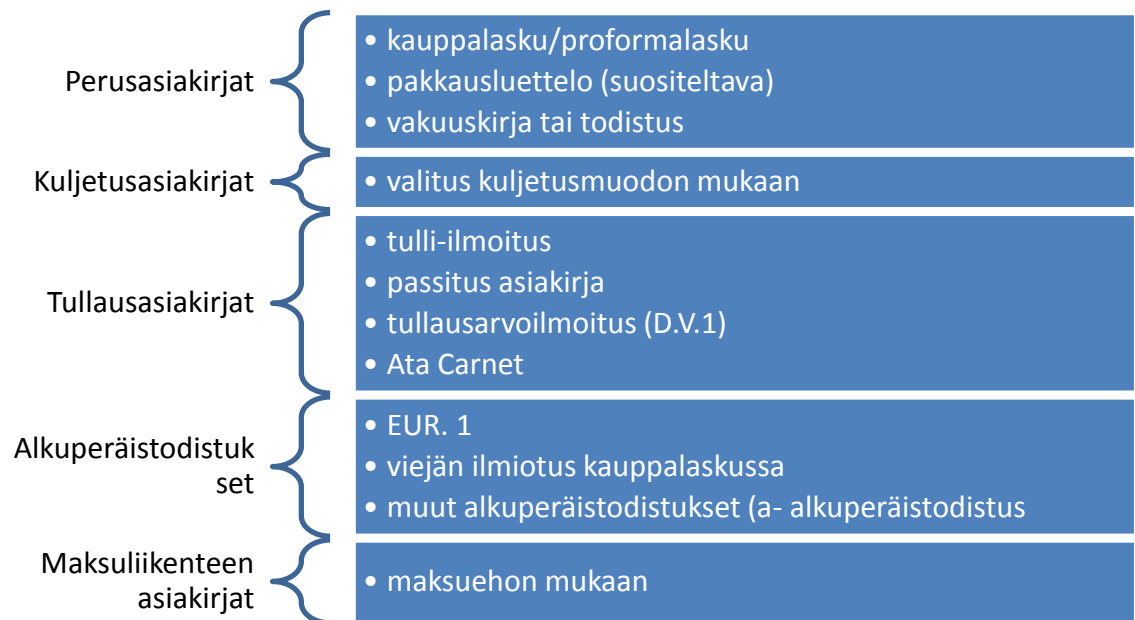 Perusasiakirjat
• kauppalasku/proformalasku
• pakkausluettelo (suositeltava)
• vakuuskirja tai todistus
Kuljetusasiakirjat
• valitus kuljetusmuodon mukaan
Tullausasiakirjat
• tulli-ilmoitus
• passitus asiakirja
• tullausarvoilmoitus (D.V.1)
• Ata Carnet
Alkuperäistodistuk
set
• EUR. 1
• viejän ilmiotus kauppalaskussa
• muut alkuperäistodistukset (a- alkuperäistodistus
Maksuliikenteen
asiakirjat
• maksuehon mukaan